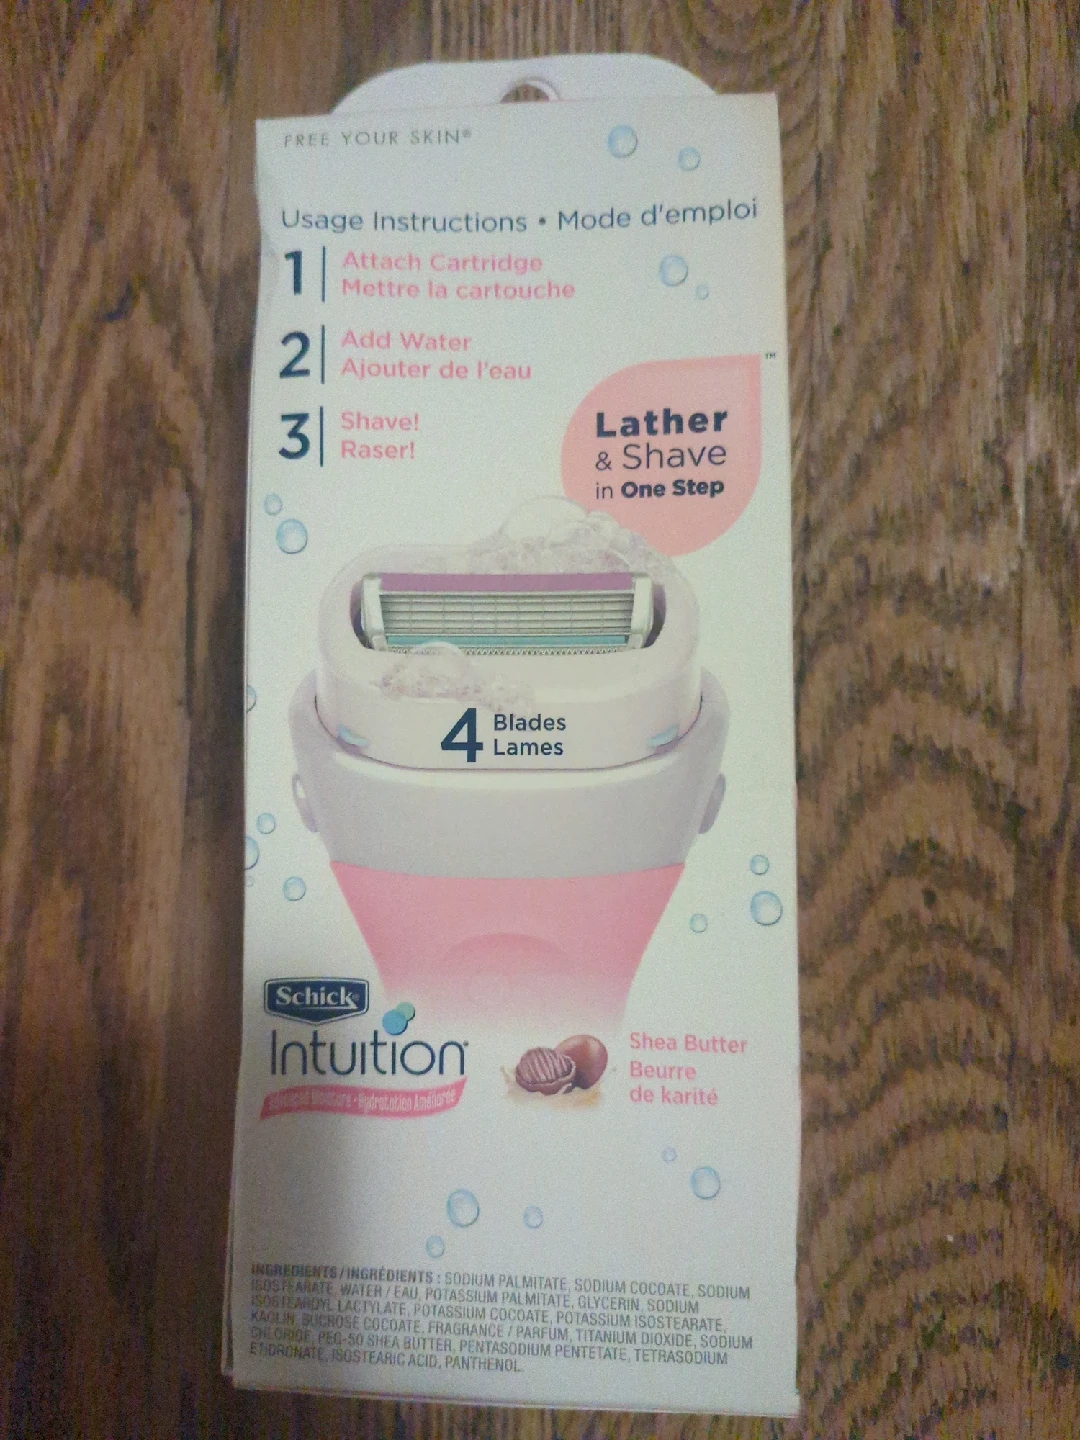 FREE YOUR SKIN®
Usage Instructions • Mode d'emploi
1 Attach Cartridge
Mettre la cartouche
2 Add Water
Ajouter de l'eau
3 Shave!
Raser!
™
Lather
& Shave
in One Step
4 Blades
Lames
Schick®
Intuition®
Moisture • Hydratation Améliorée
Shea Butter
Beurre
de karité
INGREDIENTS / INGRÉDIENTS : SODIUM PALMITATE, SODIUM COCOATE, SODIUM
ISOSTEARATE, WATER / EAU, POTASSIUM PALMITATE, GLYCERIN, SODIUM
ISOSTEAROYL LACTYLATE, POTASSIUM COCOATE, POTASSIUM ISOSTEARATE,
KAOLIN, SUCROSE COCOATE, FRAGRANCE / PARFUM, TITANIUM DIOXIDE, SODIUM
CHLORIDE, PEG-50 SHEA BUTTER, PENTASODIUM PENTETATE, TETRASODIUM
ETIDRONATE, ISOSTEARIC ACID, PANTHENOL.